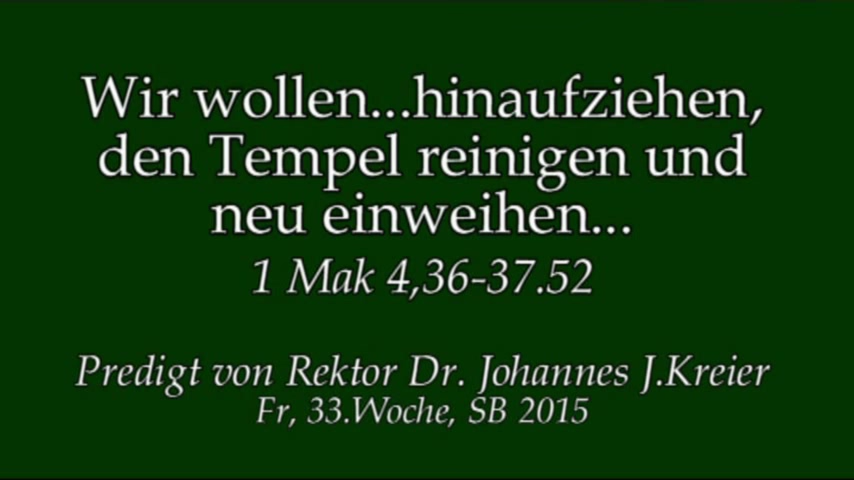 Wir wollen...hinaufziehen,
den Tempel reinigen und
neu einweihen...
1 Mak 4,36-37.52
Predigt von Rektor Dr. Johannes J.Kreier
Fr, 33.Woche, SB 2015